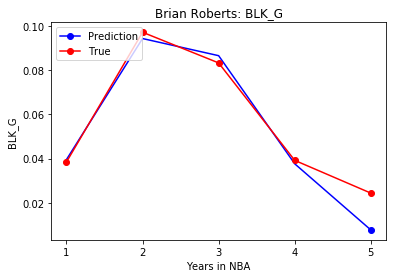 Brian Roberts: BLK_G
Prediction
True
0.10
0.08
0.06
0.04
0.02
BLK_G
1 2 3 4 5
Years in NBA